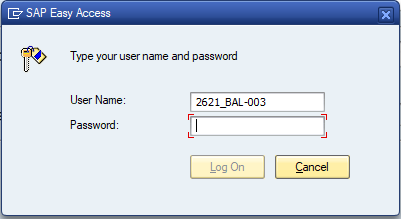 SAP Easy Access
Type your user name and password
User Name: 2621_BAL-003
Password:
Log On Cancel